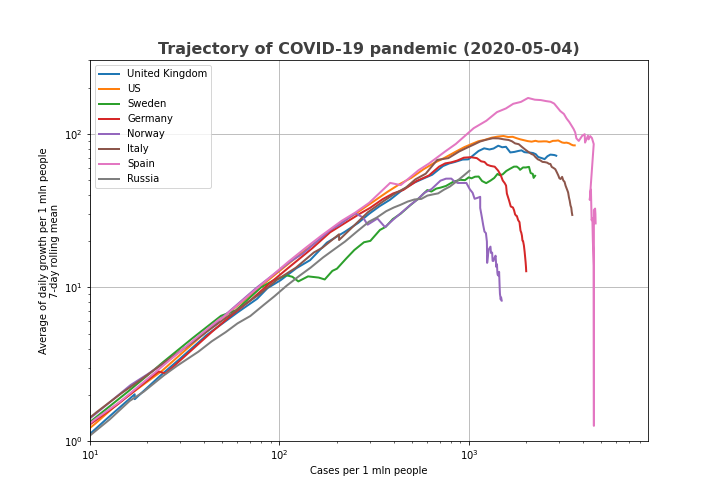 Trajectory of COVID-19 pandemic (2020-05-04)
United Kingdom
US
Sweden
Germany
Norway
Italy
Spain
Russia
Average of daily growth per 1 mln people
7-day rolling mean
10²
10¹
10⁰
10¹
10²
10³
Cases per 1 mln people